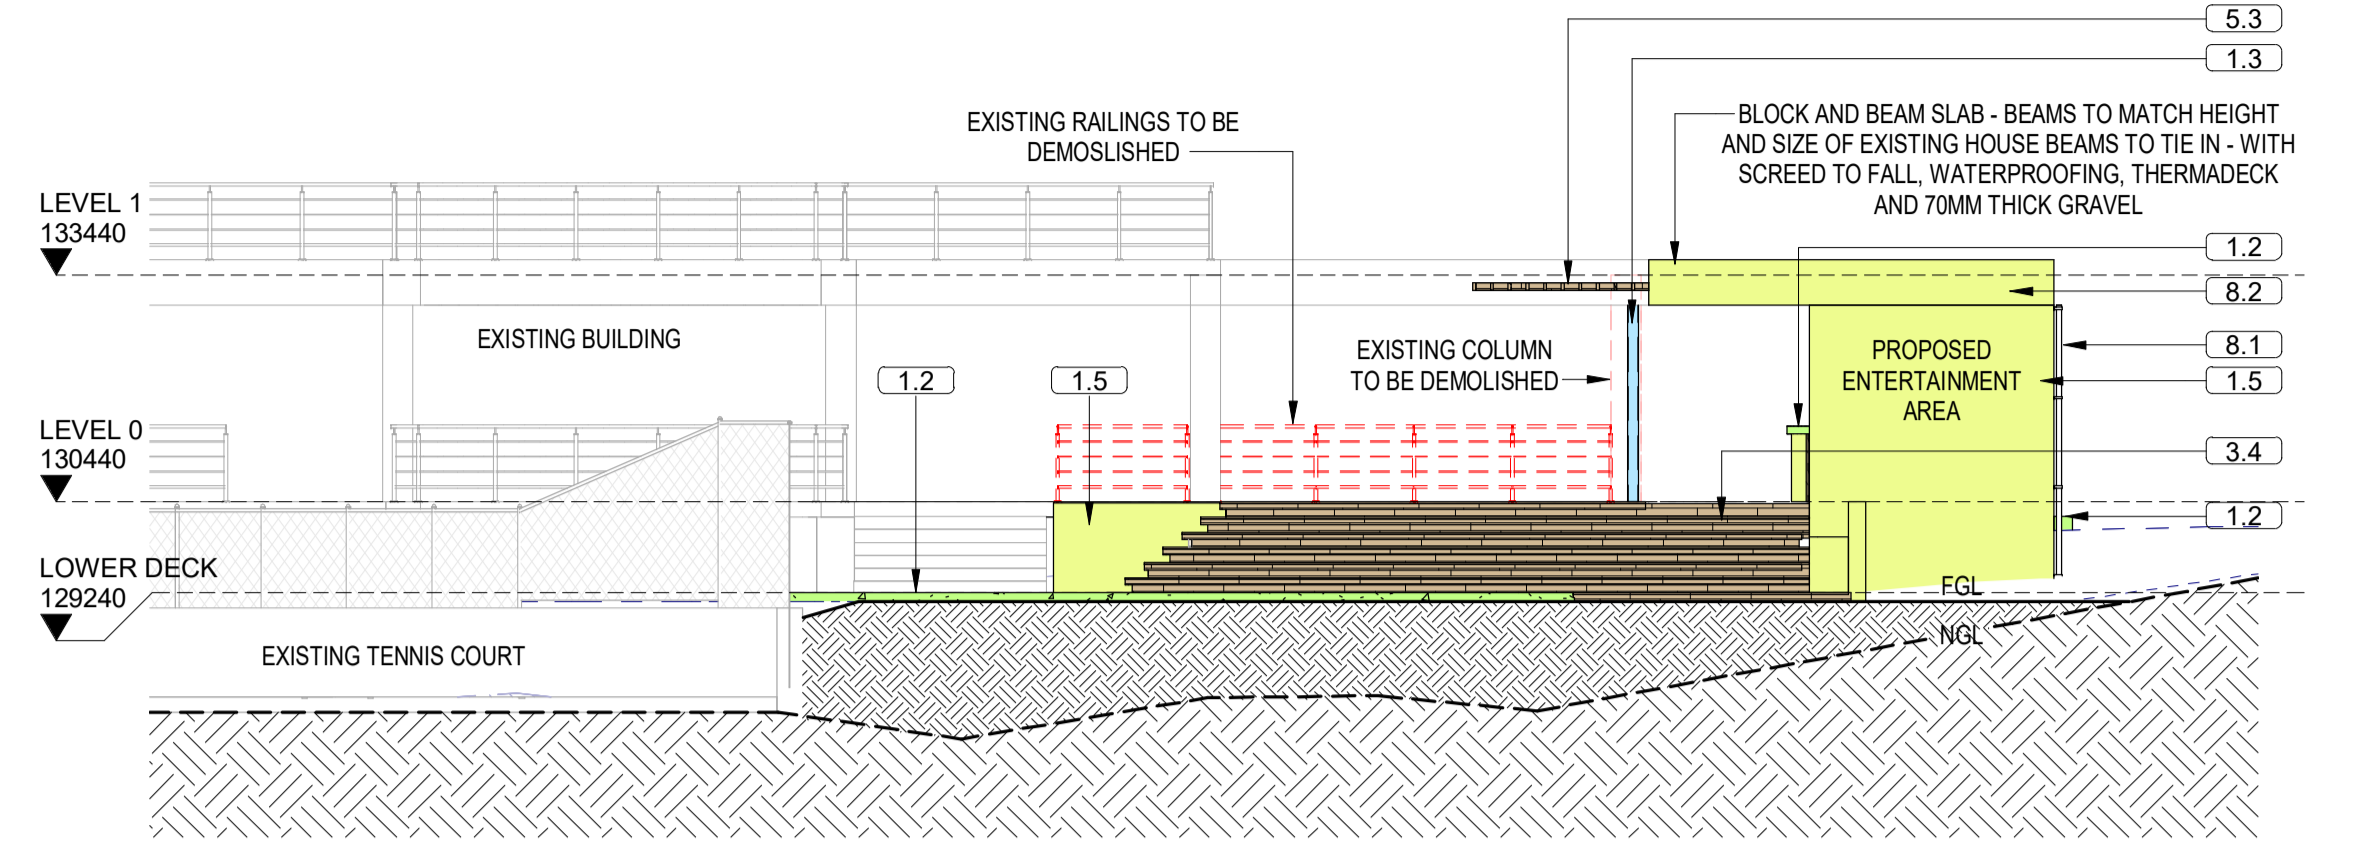 5.3
1.3
EXISTING RAILINGS TO BE
DEMOSLISHED
BLOCK AND BEAM SLAB - BEAMS TO MATCH HEIGHT
AND SIZE OF EXISTING HOUSE BEAMS TO TIE IN - WITH
SCREED TO FALL, WATERPROOFING, THERMADECK
AND 70MM THICK GRAVEL
LEVEL 1
133440
1.2
8.2
EXISTING BUILDING
EXISTING COLUMN
TO BE DEMOLISHED
PROPOSED
ENTERTAINMENT
AREA
8.1
1.5
1.2
1.5
LEVEL 0
130440
3.4
1.2
LOWER DECK
129240
FGL
NGL
EXISTING TENNIS COURT